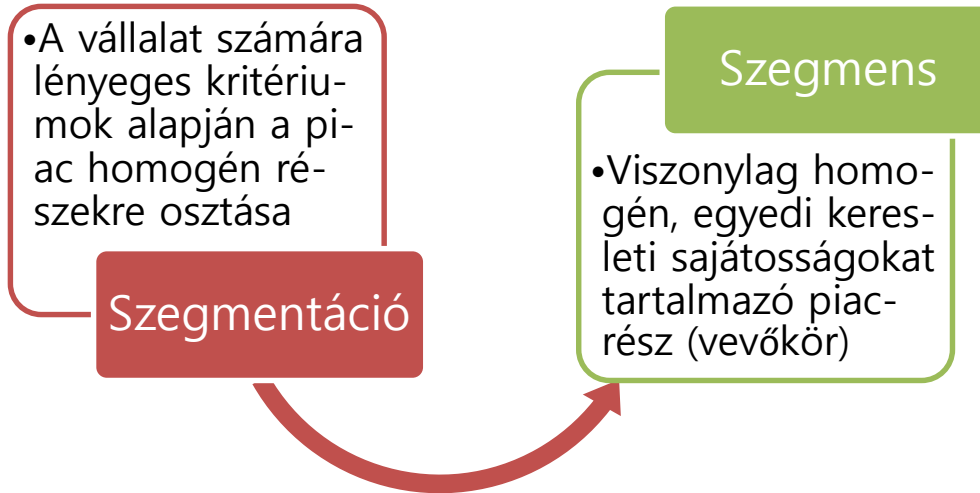 •A vállalat számára
lényeges kritériu-
mok alapján a pi-
ac homogén ré-
szekre osztása
Szegmentáció
Szegmens
•Viszonylag homo-
gén, egyedi keres-
leti sajátosságokat
tartalmazó piac-
rész (vevőkör)